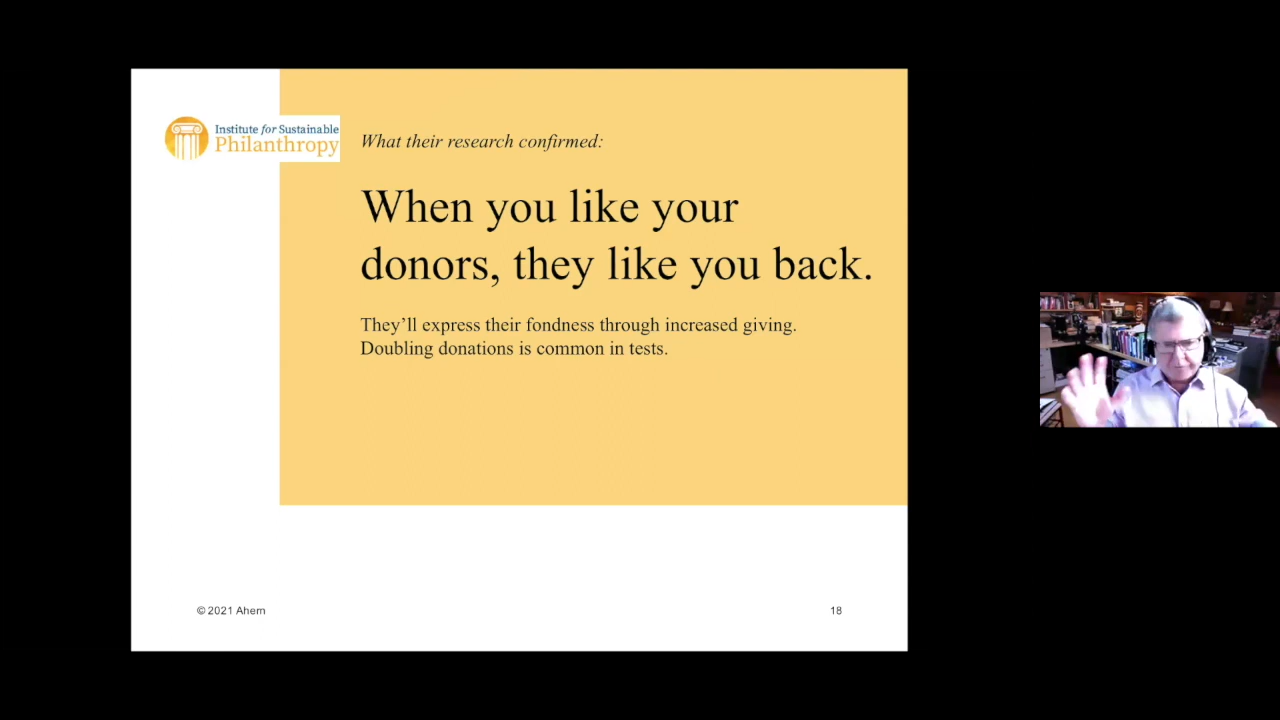 Institute for Sustainable
Philanthropy
What their research confirmed:
When you like your
donors, they like you back.
They’ll express their fondness through increased giving.
Doubling donations is common in tests.
© 2021 Ahern
18